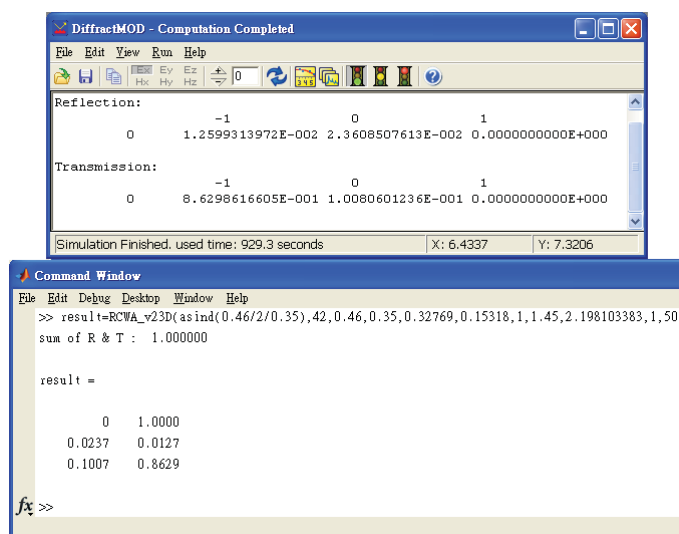 DiffractMOD - Computation Completed
File Edit View Run Help
Ex Ey Ez
Hx Hy Hz
0
Reflection:
-1 0 1
0 1.2599313972E-002 2.3608507613E-002 0.0000000000E+000
Transmission:
-1 0 1
0 8.6298616605E-001 1.0080601236E-001 0.0000000000E+000
Simulation Finished. used time: 929.3 seconds X: 6.4337 Y: 7.3206
Command Window
File Edit Debug Desktop Window Help
>> result=RCWA_v23D(asind(0.46/2/0.35),42,0.46,0.35,0.32769,0.15318,1,1.45,2.198103383,1,50
sum of R & T : 1.000000
result =
0 1.0000
0.0237 0.0127
0.1007 0.8629
fx >>